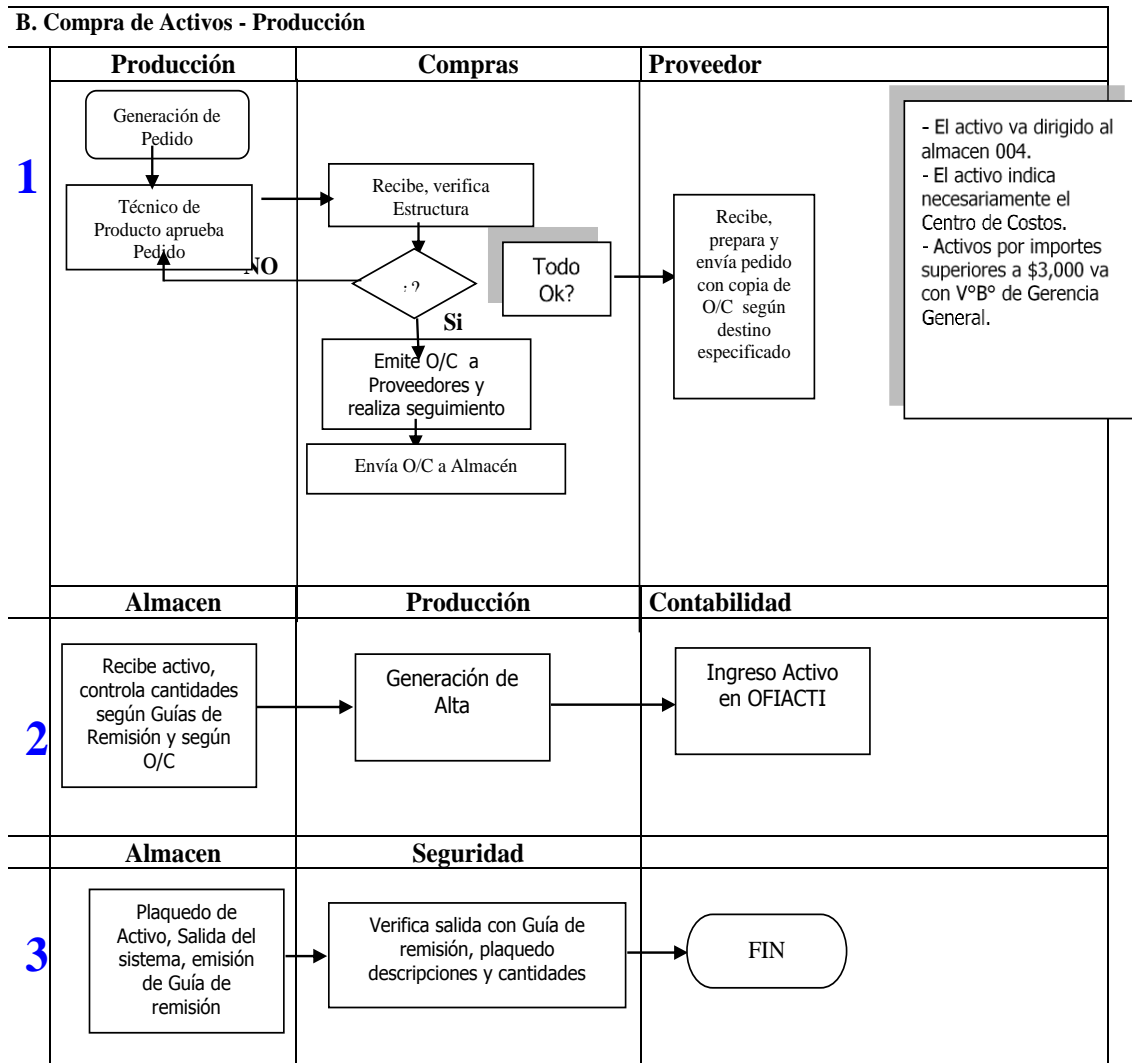 B. Compra de Activos - Producción
Producción
Compras
Proveedor
1
Generación de
Pedido
Técnico de
Producto aprueba
Pedido
NO
Recibe, verifica
Estructura
Si
Todo
Ok?
Emite O/C a
Proveedores y
realiza seguimiento
Envía O/C a Almacén
Recibe,
prepara y
envía pedido
con copia de
O/C según
destino
especificado
- El activo va dirigido al
almacen 004.
- El activo indica
necesariamente el
Centro de Costos.
- Activos por importes
superiores a $3,000 va
con V°B° de Gerencia
General.
Almacen
Producción
Contabilidad
2
Recibe activo,
controla cantidades
según Guías de
Remisión y según
O/C
Generación de
Alta
Ingreso Activo
en OFIACTI
Almacen
Seguridad
3
Plaquedo de
Activo, Salida del
sistema, emisión
de Guía de
remisión
Verifica salida con Guía de
remisión, plaquedo
descripciones y cantidades
FIN